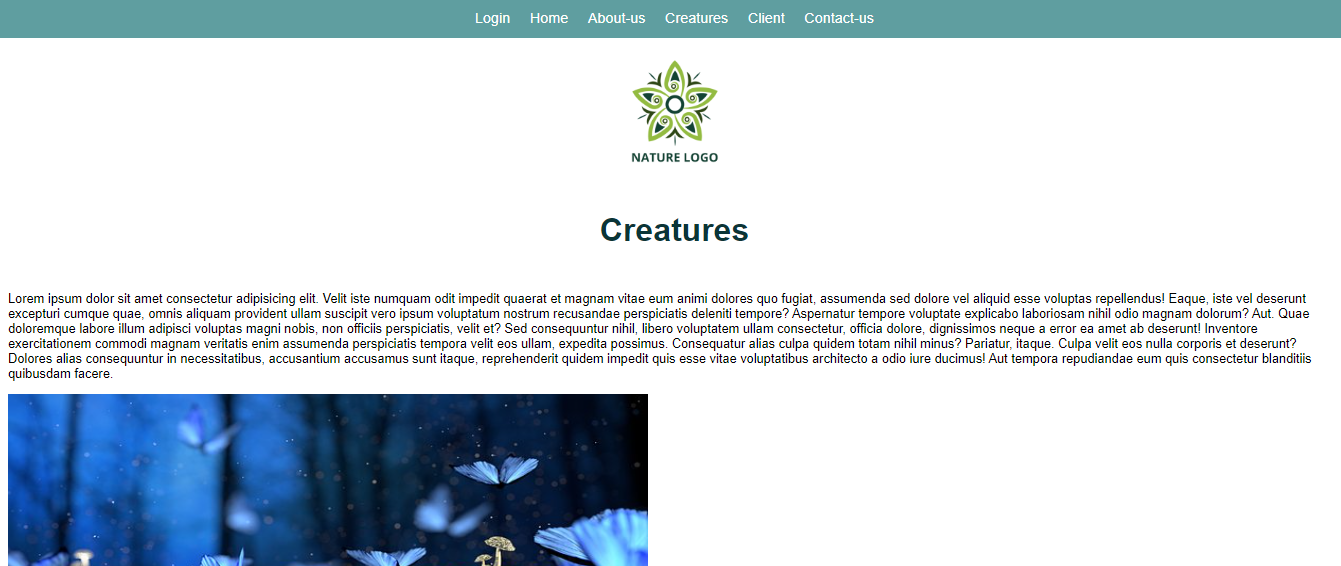 Login Home About-us Creatures Client Contact-us
NATURE LOGO
Creatures
Lorem ipsum dolor sit amet consectetur adipisicing elit. Velit iste numquam odit impedit quaerat et magnam vitae eum animi dolores quo fugiat, assumenda sed dolore vel aliquid esse voluptas repellendus! Eaque, iste vel deserunt
excepturi cumque quae, omnis aliquam provident ullam suscipit vero ipsum voluptatum nostrum recusandae perspiciatis deleniti tempore? Aspernatur tempore voluptate explicabo laboriosam nihil odio magnam dolorum? Aut. Quae
doloremque labore illum adipisci voluptas magni nobis, non officiis perspiciatis, velit et? Sed consequuntur nihil, libero voluptatem ullam consectetur, officia dolore, dignissimos neque a error ea amet ab deserunt! Inventore
exercitationem commodi magnam veritatis enim assumenda perspiciatis tempora velit eos ullam, expedita possimus. Consequatur alias culpa quidem totam nihil minus? Pariatur, itaque. Culpa velit eos nulla corporis et deserunt?
Dolores alias consequuntur in necessitatibus, accusantium accusamus sunt itaque, reprehenderit quidem impedit quis esse vitae voluptatibus architecto a odio iure ducimus! Aut tempora repudiandae eum quis consectetur blanditiis
quibusdam facere.